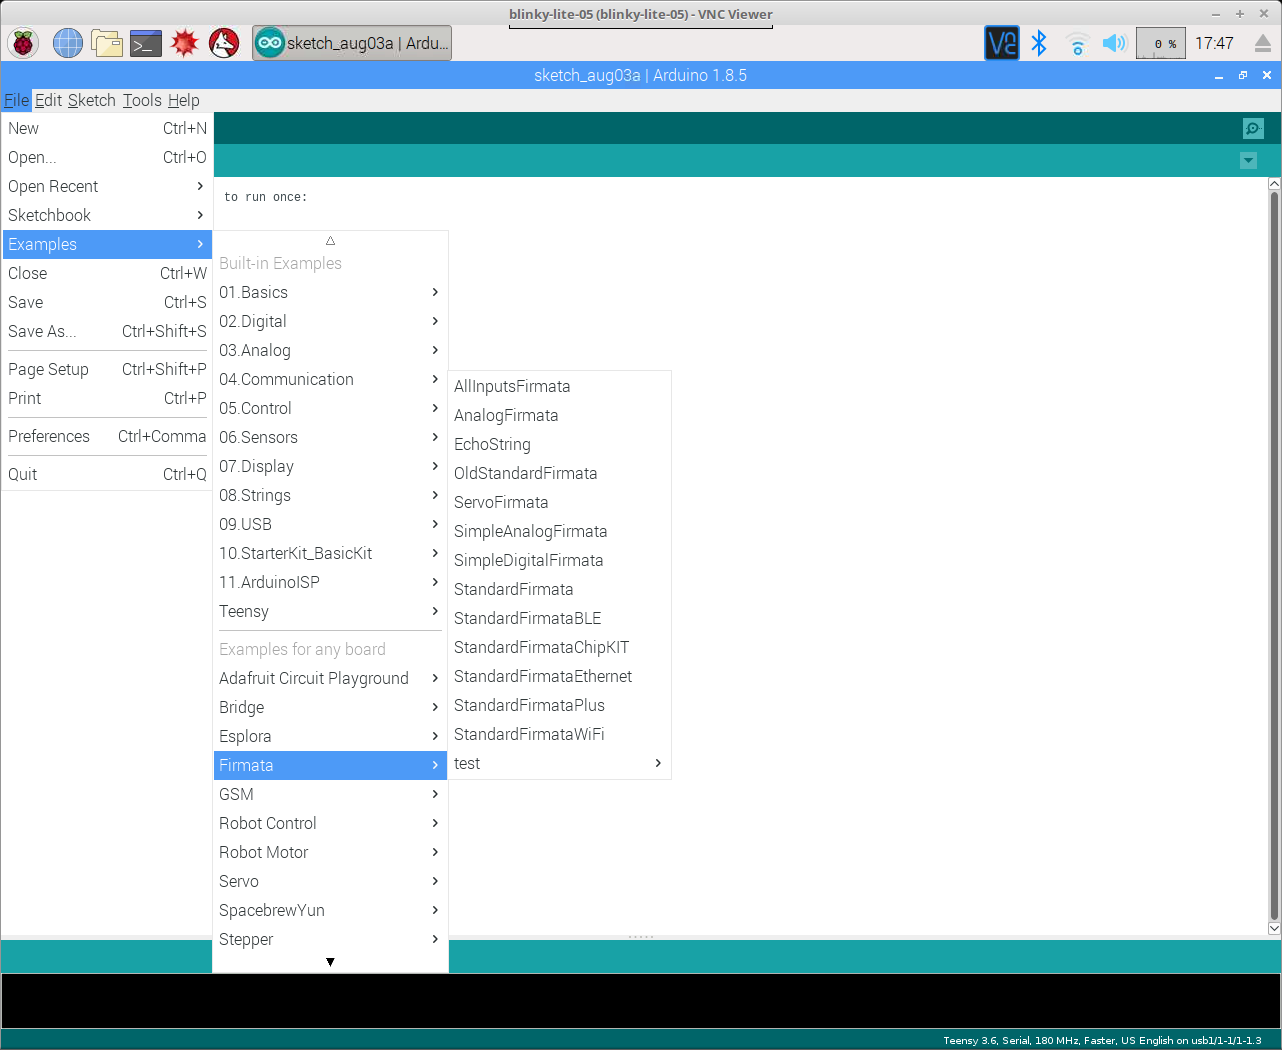 blinky-lite-05 (blinky-lite-05) - VNC Viewer
sketch_aug03a | Ardu...
0 %
17:47
sketch_aug03a | Arduino 1.8.5
File Edit Sketch Tools Help
New Ctrl+N
Open... Ctrl+O
Open Recent
Sketchbook
Examples
Close Ctrl+W
Save Ctrl+S
Save As... Ctrl+Shift+S
Page Setup Ctrl+Shift+P
Print Ctrl+P
Preferences Ctrl+Comma
Quit Ctrl+Q
to run once:
Built-in Examples
01.Basics
02.Digital
03.Analog
04.Communication
05.Control
06.Sensors
07.Display
08.Strings
09.USB
10.StarterKit_BasicKit
11.ArduinoISP
Teensy
Examples for any board
Adafruit Circuit Playground
Bridge
Esplora
Firmata
GSM
Robot Control
Robot Motor
Servo
SpacebrewYun
Stepper
AllInputsFirmata
AnalogFirmata
EchoString
OldStandardFirmata
ServoFirmata
SimpleAnalogFirmata
SimpleDigitalFirmata
StandardFirmata
StandardFirmataBLE
StandardFirmataChipKIT
StandardFirmataEthernet
StandardFirmataPlus
StandardFirmataWiFi
test
Teensy 3.6, Serial, 180 MHz, Faster, US English on usb1/1-1/1-1.3